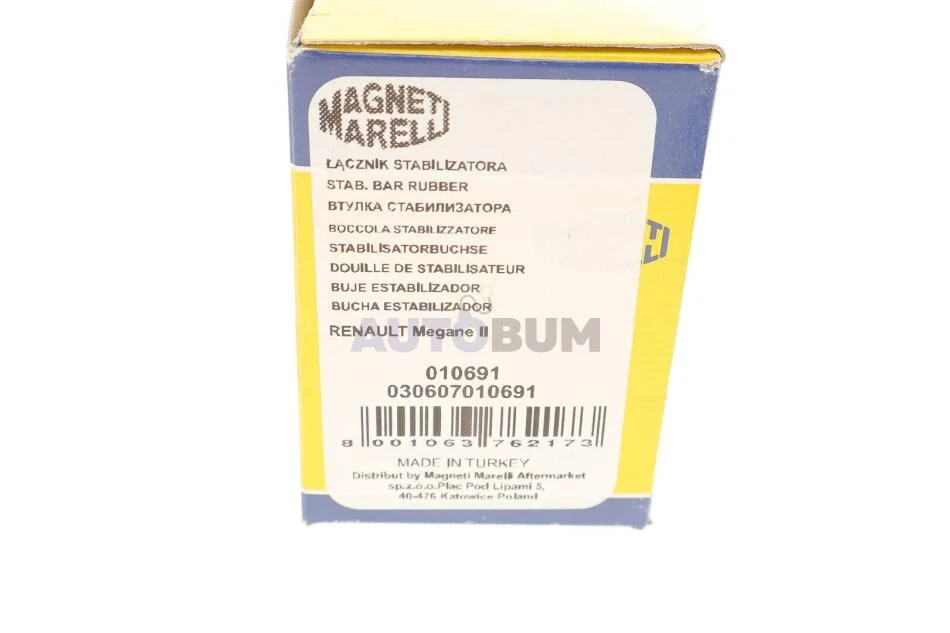 MAGNETI
MARELLI
ŁĄCZNIK STABILIZATORA
STAB. BAR RUBBER
ВТУЛКА СТАБИЛИЗАТОРА
BOCCOLA STABILIZZATORE
STABILISATORBUCHSE
DOUILLE DE STABILISATEUR
BUJE ESTABILIZADOR
BUCHA ESTABILIZADOR
RENAULT Megane II
AUTOBUM
010691
030607010691
8 001063 762173
MADE IN TURKEY
Distribut by Magneti Marelli Aftermarket
sp.z.o.o.Plac Pod Lipami 5,
40-476 Katowice Poland